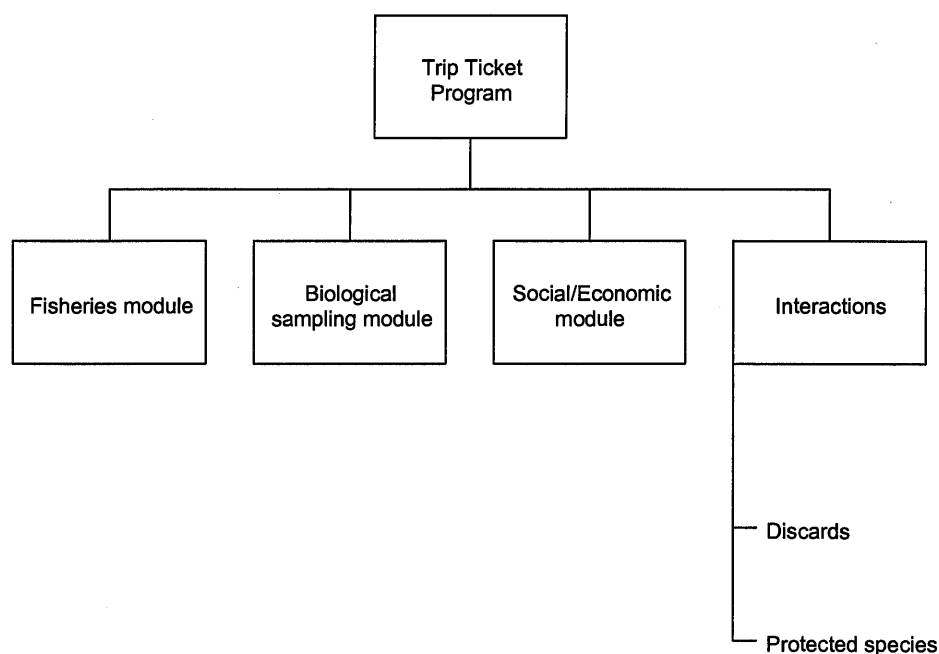 Trip Ticket
Program
Fisheries module
Biological
sampling module
Social/Economic
module
Interactions
Discards
Protected species